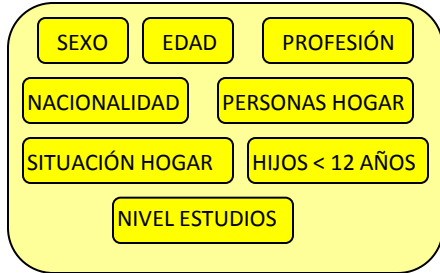 SEXO EDAD PROFESIÓN
NACIONALIDAD PERSONAS HOGAR
SITUACIÓN HOGAR HIJOS < 12 AÑOS
NIVEL ESTUDIOS